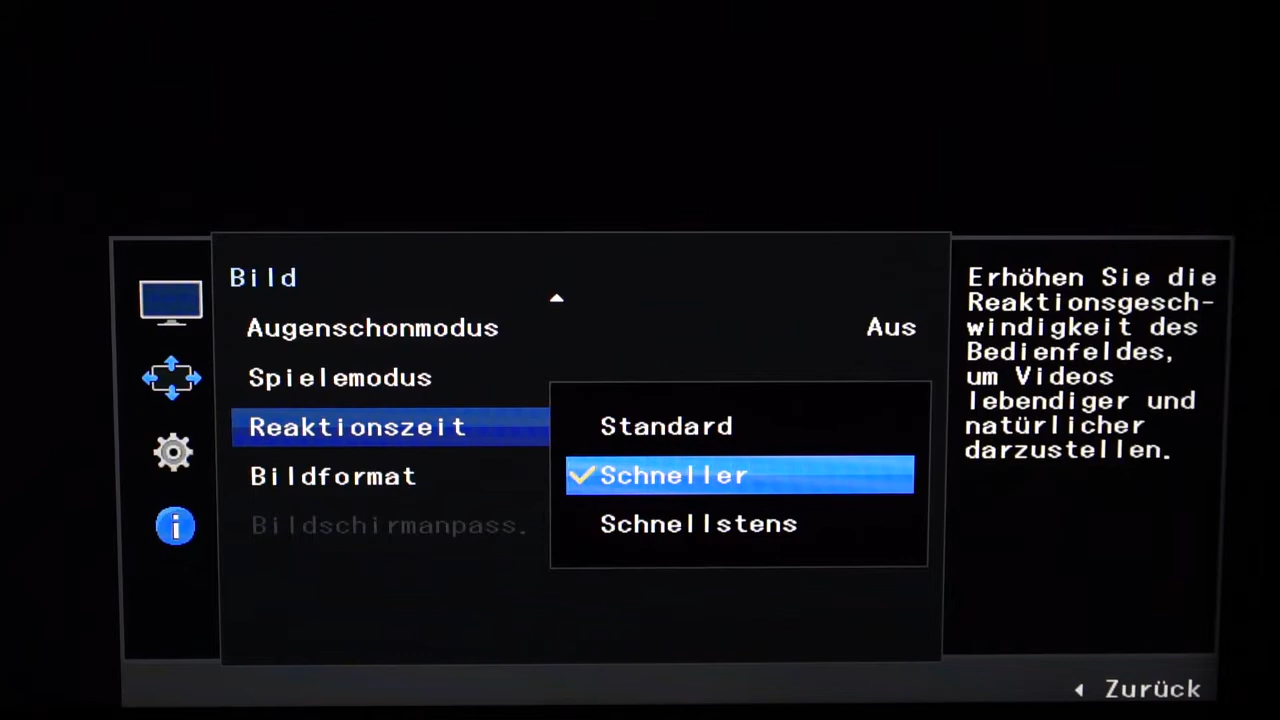 Bild
Augenschonmodus Aus
Spielemodus
Reaktionszeit
Bildformat
Bildschirmanpass.
Standard
Schneller
Schnellstens
Erhöhen Sie die
Reaktionsgesch-
windigkeit des
Bedienfeldes,
um Videos
lebendiger und
natürlicher
darzustellen.
Zurück